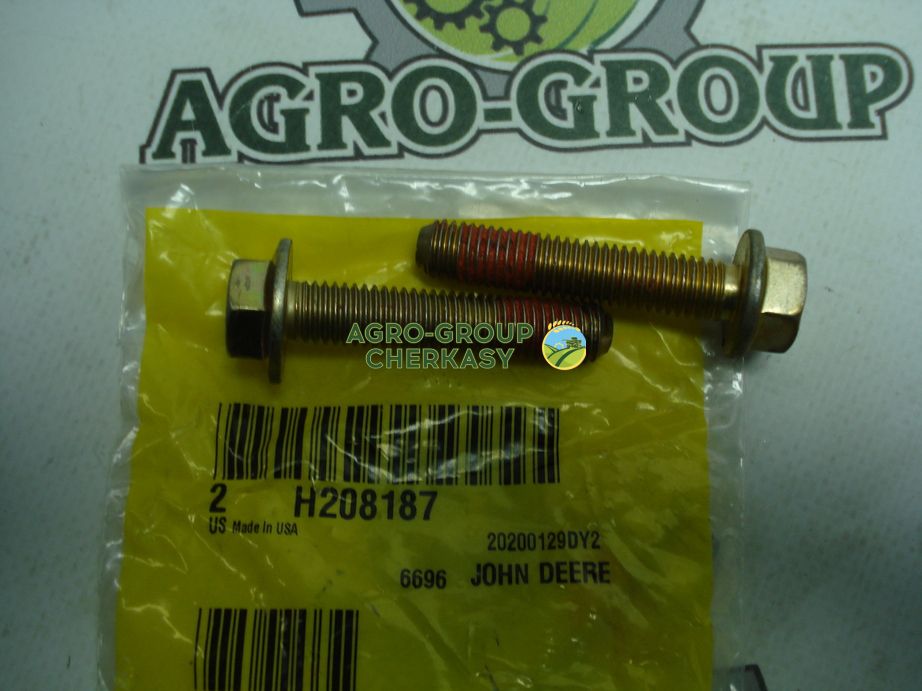 AGRO-GROUP
AGRO-GROUP
CHERKASY
2 H208187
US Made in USA
20200129DY2
6696 JOHN DEERE